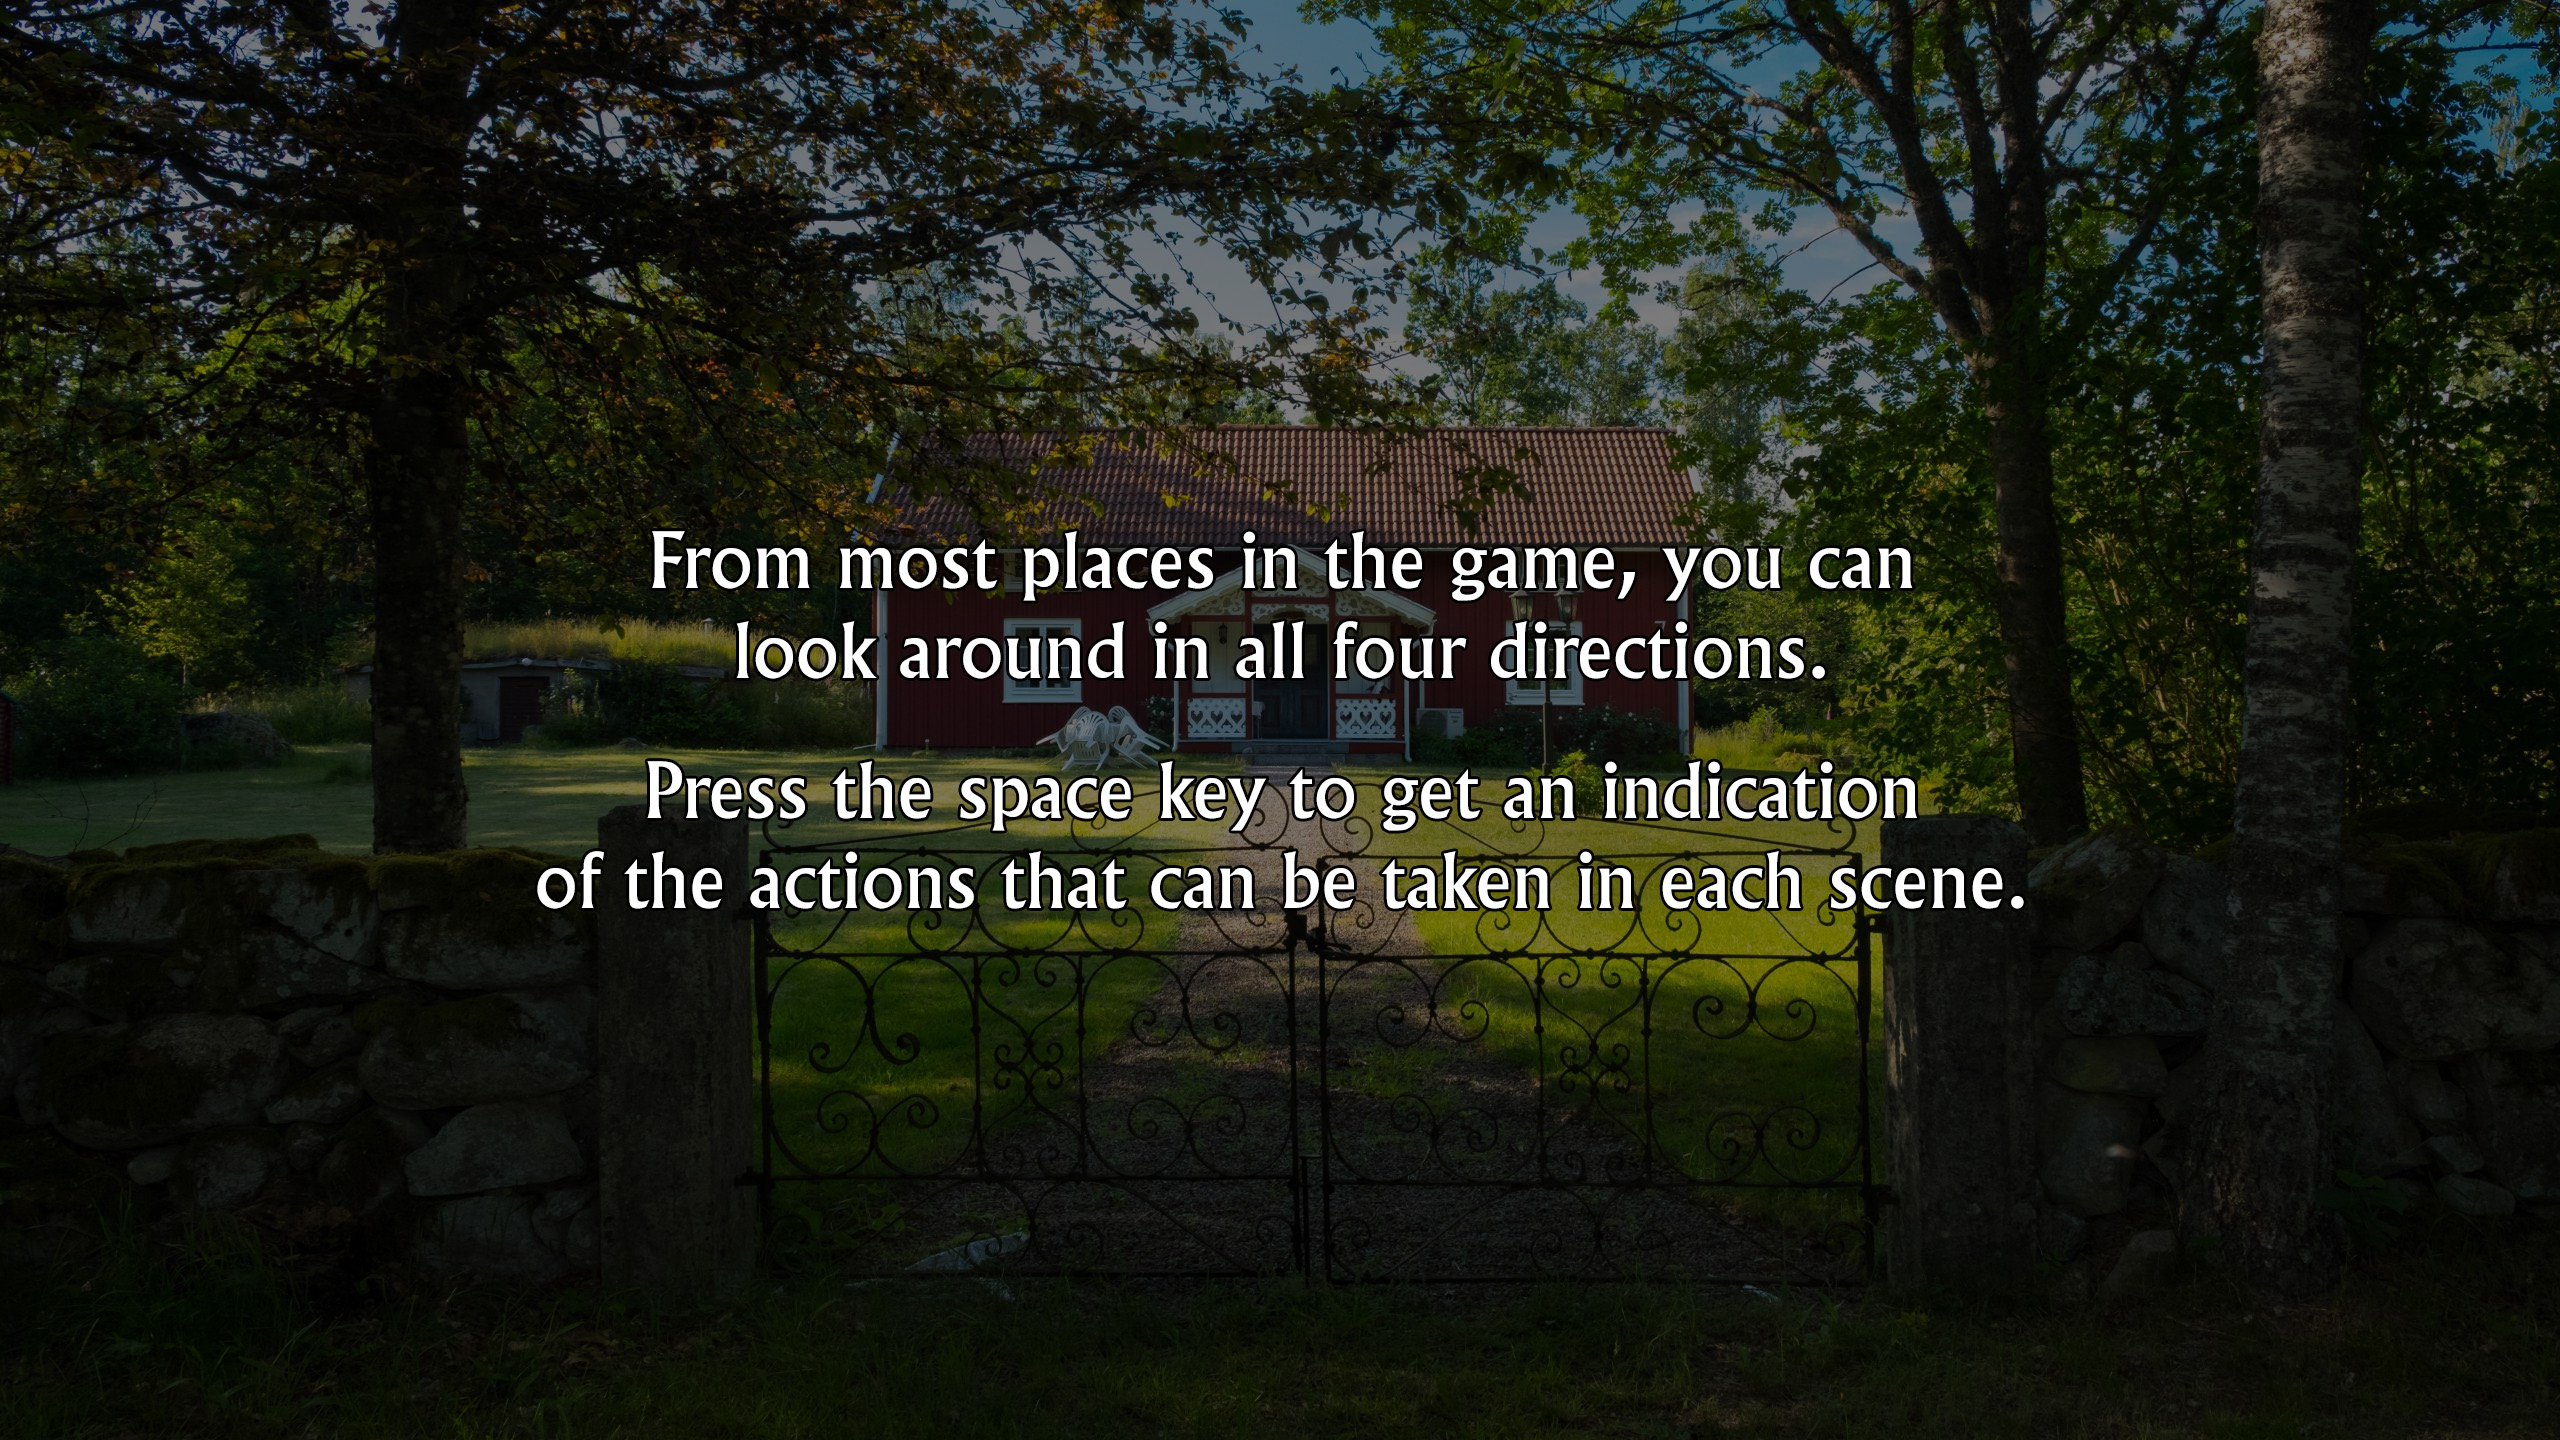 From most places in the game, you can
look around in all four directions.
Press the space key to get an indication
of the actions that can be taken in each scene.